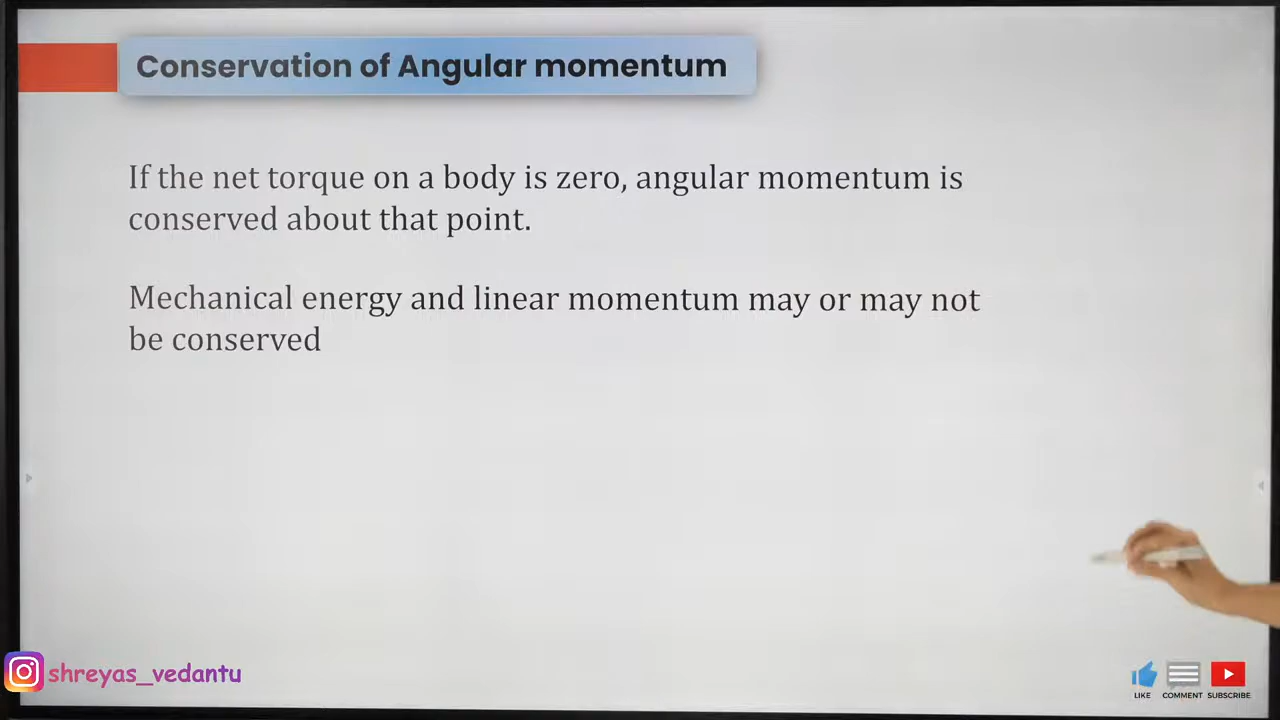 Conservation of Angular momentum
If the net torque on a body is zero, angular momentum is
conserved about that point.
Mechanical energy and linear momentum may or may not
be conserved
shreyas_vedantu
LIKE COMMENT SUBSCRIBE